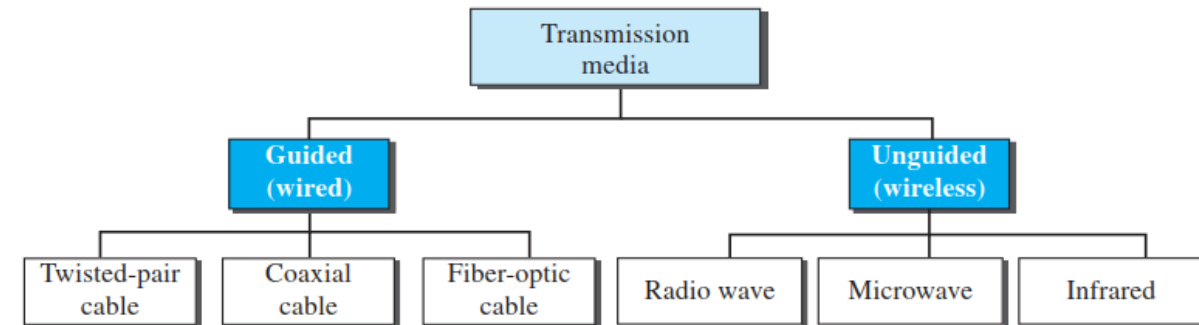 Transmission
media
Guided
(wired)
Unguided
(wireless)
Twisted-pair
cable
Coaxial
cable
Fiber-optic
cable
Radio wave
Microwave
Infrared